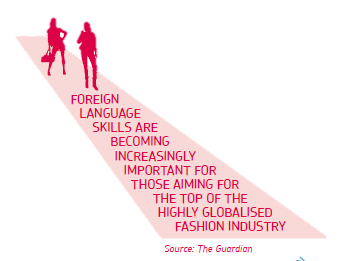 FOREIGN
LANGUAGE
SKILLS ARE
BECOMING
INCREASINGLY
IMPORTANT FOR
THOSE AIMING FOR
THE TOP OF THE
HIGHLY GLOBALISED
FASHION INDUSTRY
Source: The Guardian